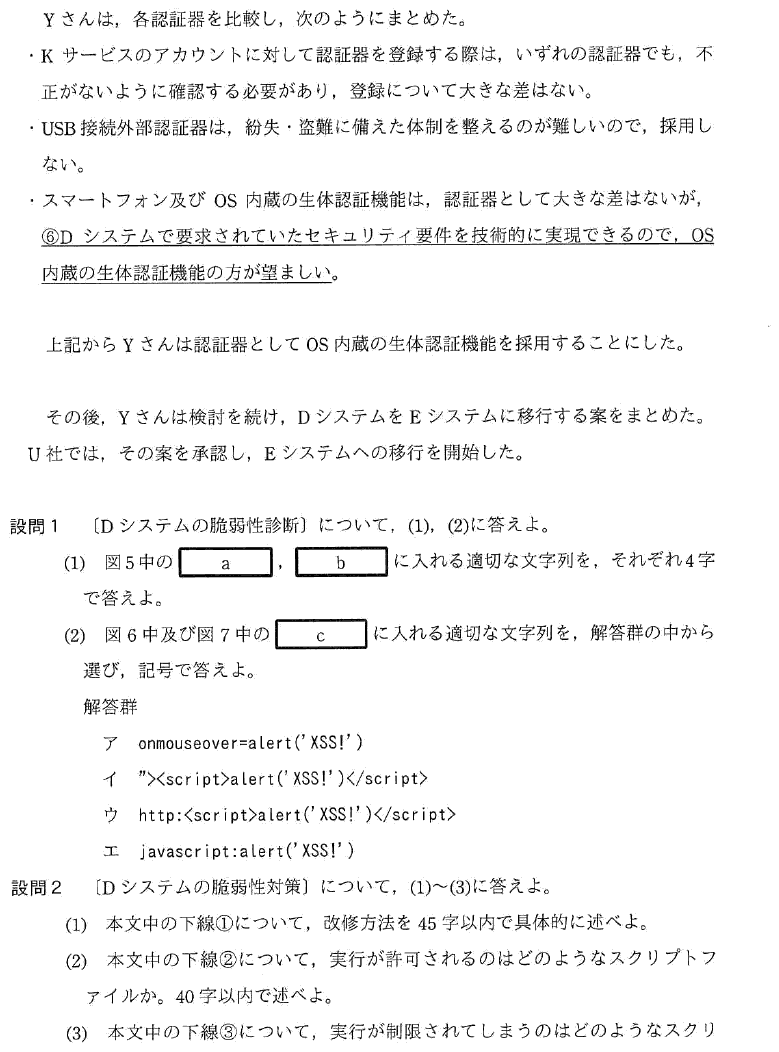 Yさんは，各認証器を比較し，次のようにまとめた。
・K サービスのアカウントに対して認証器を登録する際は，いずれの認証器でも，不
正がないように確認する必要があり，登録について大きな差はない。
・USB 接続外部認証器は，紛失・盗難に備えた体制を整えるのが難しいので，採用し
ない。
・スマートフォン及び OS 内蔵の生体認証機能は，認証器として大きな差はないが，
⑥D システムで要求されていたセキュリティ要件を技術的に実現できるので，OS
内蔵の生体認証機能の方が望ましい。
上記から Y さんは認証器として OS 内蔵の生体認証機能を採用することにした。
その後，Y さんは検討を続け，D システムを E システムに移行する案をまとめた。
U 社では，その案を承認し，E システムへの移行を開始した。
設問1 〔D システムの脆弱性診断〕について，(1)，(2)に答えよ。
(1) 図5中の a ， b に入れる適切な文字列を，それぞれ4字
で答えよ。
(2) 図6中及び図7中の c に入れる適切な文字列を，解答群の中から
選び，記号で答えよ。
解答群
ア onmouseover=alert('XSS!')
イ "><script>alert('XSS!')</script>
ウ http:<script>alert('XSS!')</script>
エ javascript:alert('XSS!')
設問2 〔D システムの脆弱性対策〕について，(1)～(3)に答えよ。
(1) 本文中の下線①について，改修方法を 45 字以内で具体的に述べよ。
(2) 本文中の下線②について，実行が許可されるのはどのようなスクリプトフ
ァイルか。40 字以内で述べよ。
(3) 本文中の下線③について，実行が制限されてしまうのはどのようなスクリ